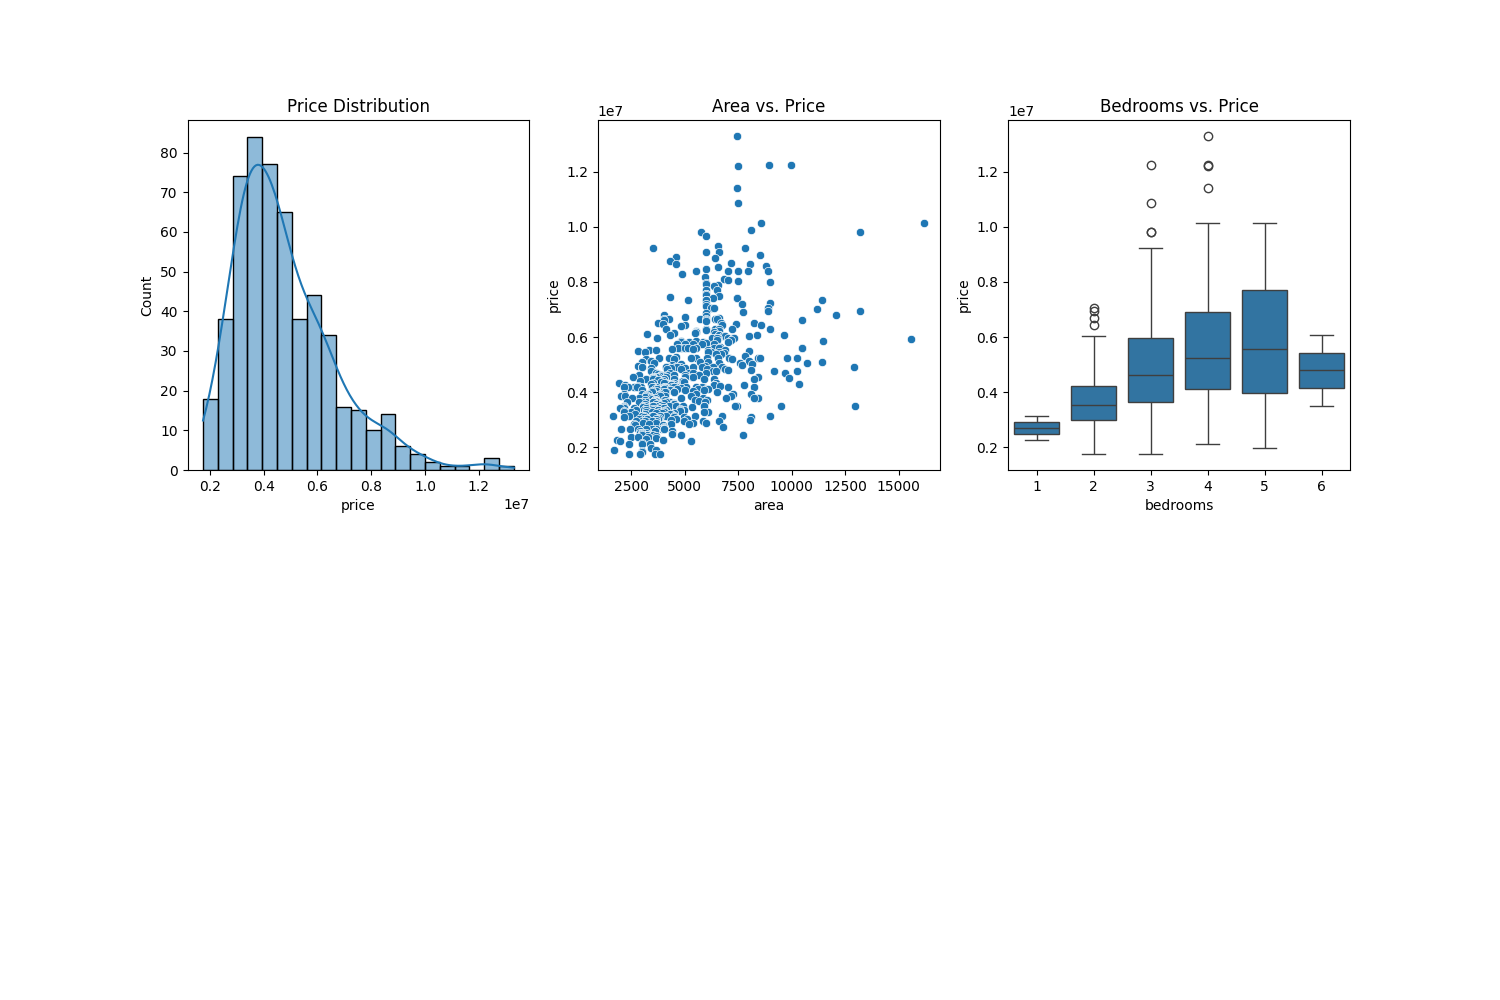 Price Distribution
Count
80
70
60
50
40
30
20
10
0
0.2 0.4 0.6 0.8 1.0 1.2
1e7
price
Area vs. Price
1e7
price
1.2
1.0
0.8
0.6
0.4
0.2
2500 5000 7500 10000 12500 15000
area
Bedrooms vs. Price
1e7
price
1.2
1.0
0.8
0.6
0.4
0.2
1 2 3 4 5 6
bedrooms